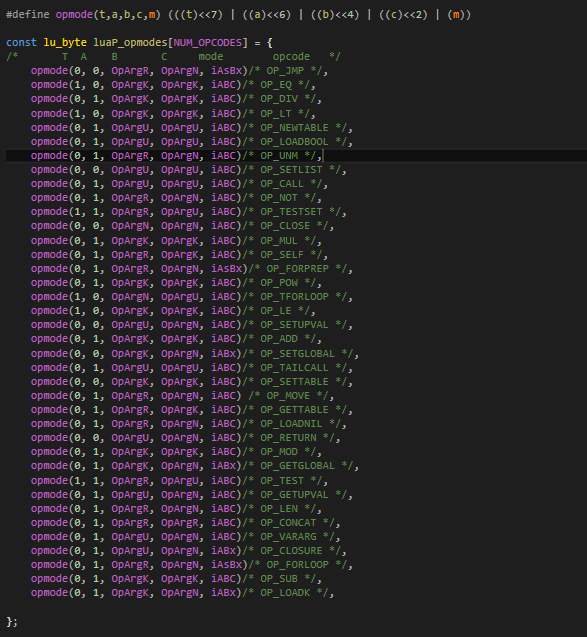 #define opmode(t,a,b,c,m) (((t)<<7) | ((a)<<6) | ((b)<<4) | ((c)<<2) | (m))
const lu_byte luaP_opmodes[NUM_OPCODES] = {
/*       T  A    B       C     mode        opcode   */
opmode(0, 0, OpArgR, OpArgN, iAsBx)/* OP_JMP */,
opmode(1, 0, OpArgK, OpArgK, iABC)/* OP_EQ */,
opmode(0, 1, OpArgK, OpArgK, iABC)/* OP_DIV */,
opmode(1, 0, OpArgK, OpArgK, iABC)/* OP_LT */,
opmode(0, 1, OpArgU, OpArgU, iABC)/* OP_NEWTABLE */,
opmode(0, 1, OpArgU, OpArgU, iABC)/* OP_LOADBOOL */,
opmode(0, 1, OpArgR, OpArgN, iABC)/* OP_UNM */,
opmode(0, 0, OpArgU, OpArgU, iABC)/* OP_SETLIST */,
opmode(0, 1, OpArgU, OpArgU, iABC)/* OP_CALL */,
opmode(0, 1, OpArgR, OpArgN, iABC)/* OP_NOT */,
opmode(1, 1, OpArgR, OpArgU, iABC)/* OP_TESTSET */,
opmode(0, 0, OpArgN, OpArgN, iABC)/* OP_CLOSE */,
opmode(0, 1, OpArgK, OpArgK, iABC)/* OP_MUL */,
opmode(0, 1, OpArgR, OpArgK, iABC)/* OP_SELF */,
opmode(0, 1, OpArgR, OpArgN, iAsBx)/* OP_FORPREP */,
opmode(0, 1, OpArgK, OpArgK, iABC)/* OP_POW */,
opmode(1, 0, OpArgN, OpArgU, iABC)/* OP_TFORLOOP */,
opmode(1, 0, OpArgK, OpArgK, iABC)/* OP_LE */,
opmode(0, 0, OpArgU, OpArgN, iABC)/* OP_SETUPVAL */,
opmode(0, 1, OpArgK, OpArgK, iABC)/* OP_ADD */,
opmode(0, 0, OpArgK, OpArgN, iABx)/* OP_SETGLOBAL */,
opmode(0, 1, OpArgU, OpArgU, iABC)/* OP_TAILCALL */,
opmode(0, 0, OpArgK, OpArgK, iABC)/* OP_SETTABLE */,
opmode(0, 1, OpArgR, OpArgN, iABC) /* OP_MOVE */,
opmode(0, 1, OpArgR, OpArgK, iABC)/* OP_GETTABLE */,
opmode(0, 1, OpArgR, OpArgN, iABC)/* OP_LOADNIL */,
opmode(0, 0, OpArgU, OpArgN, iABC)/* OP_RETURN */,
opmode(0, 1, OpArgK, OpArgK, iABC)/* OP_MOD */,
opmode(0, 1, OpArgK, OpArgN, iABx)/* OP_GETGLOBAL */,
opmode(1, 1, OpArgR, OpArgU, iABC)/* OP_TEST */,
opmode(0, 1, OpArgU, OpArgN, iABC)/* OP_GETUPVAL */,
opmode(0, 1, OpArgR, OpArgN, iABC)/* OP_LEN */,
opmode(0, 1, OpArgR, OpArgR, iABC)/* OP_CONCAT */,
opmode(0, 1, OpArgU, OpArgN, iABC)/* OP_VARARG */,
opmode(0, 1, OpArgU, OpArgN, iABx)/* OP_CLOSURE */,
opmode(0, 1, OpArgR, OpArgN, iAsBx)/* OP_FORLOOP */,
opmode(0, 1, OpArgK, OpArgK, iABC)/* OP_SUB */,
opmode(0, 1, OpArgK, OpArgN, iABx)/* OP_LOADK */,
};